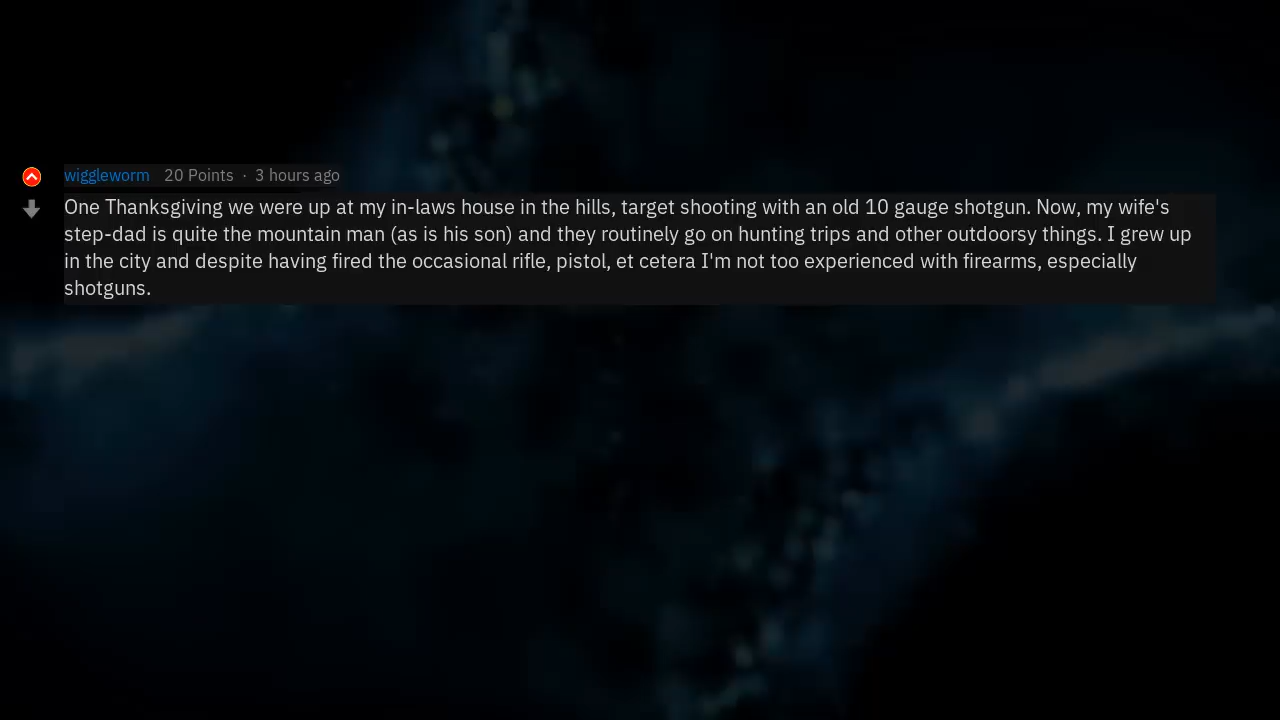 wiggleworm 20 Points · 3 hours ago
One Thanksgiving we were up at my in-laws house in the hills, target shooting with an old 10 gauge shotgun. Now, my wife's
step-dad is quite the mountain man (as is his son) and they routinely go on hunting trips and other outdoorsy things. I grew up
in the city and despite having fired the occasional rifle, pistol, et cetera I'm not too experienced with firearms, especially
shotguns.